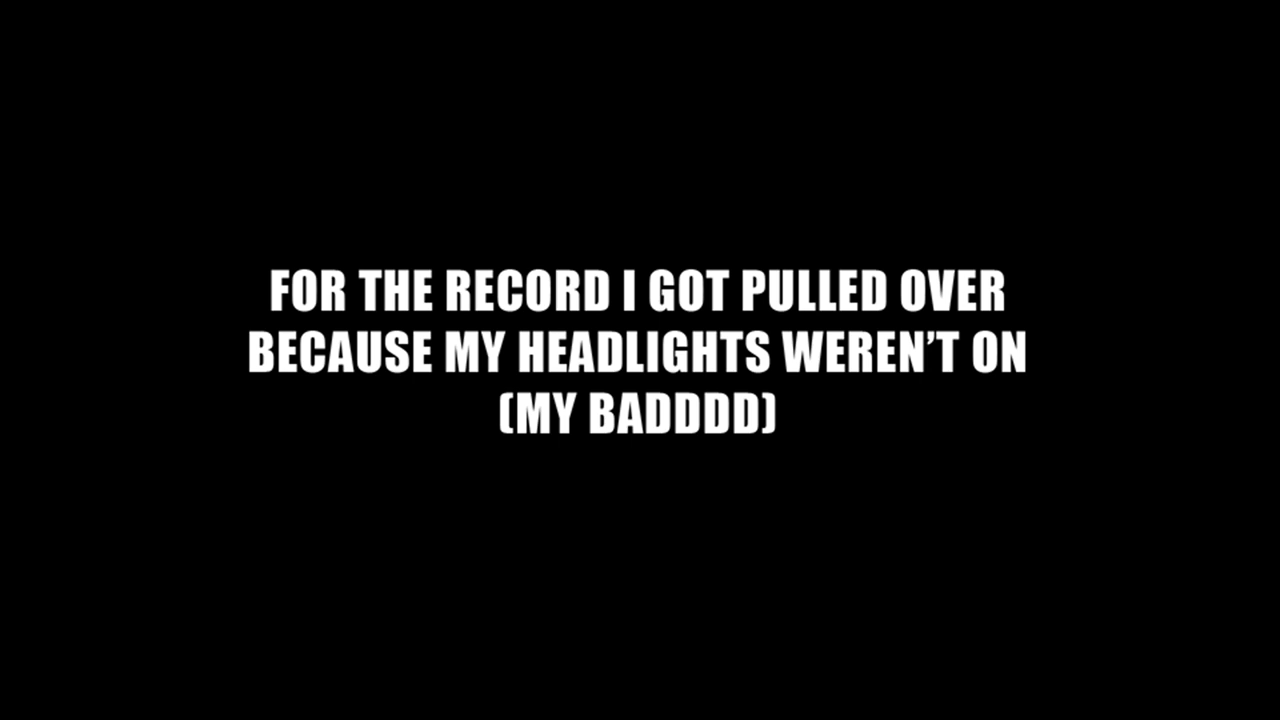 FOR THE RECORD I GOT PULLED OVER
BECAUSE MY HEADLIGHTS WEREN’T ON
(MY BADDDD)